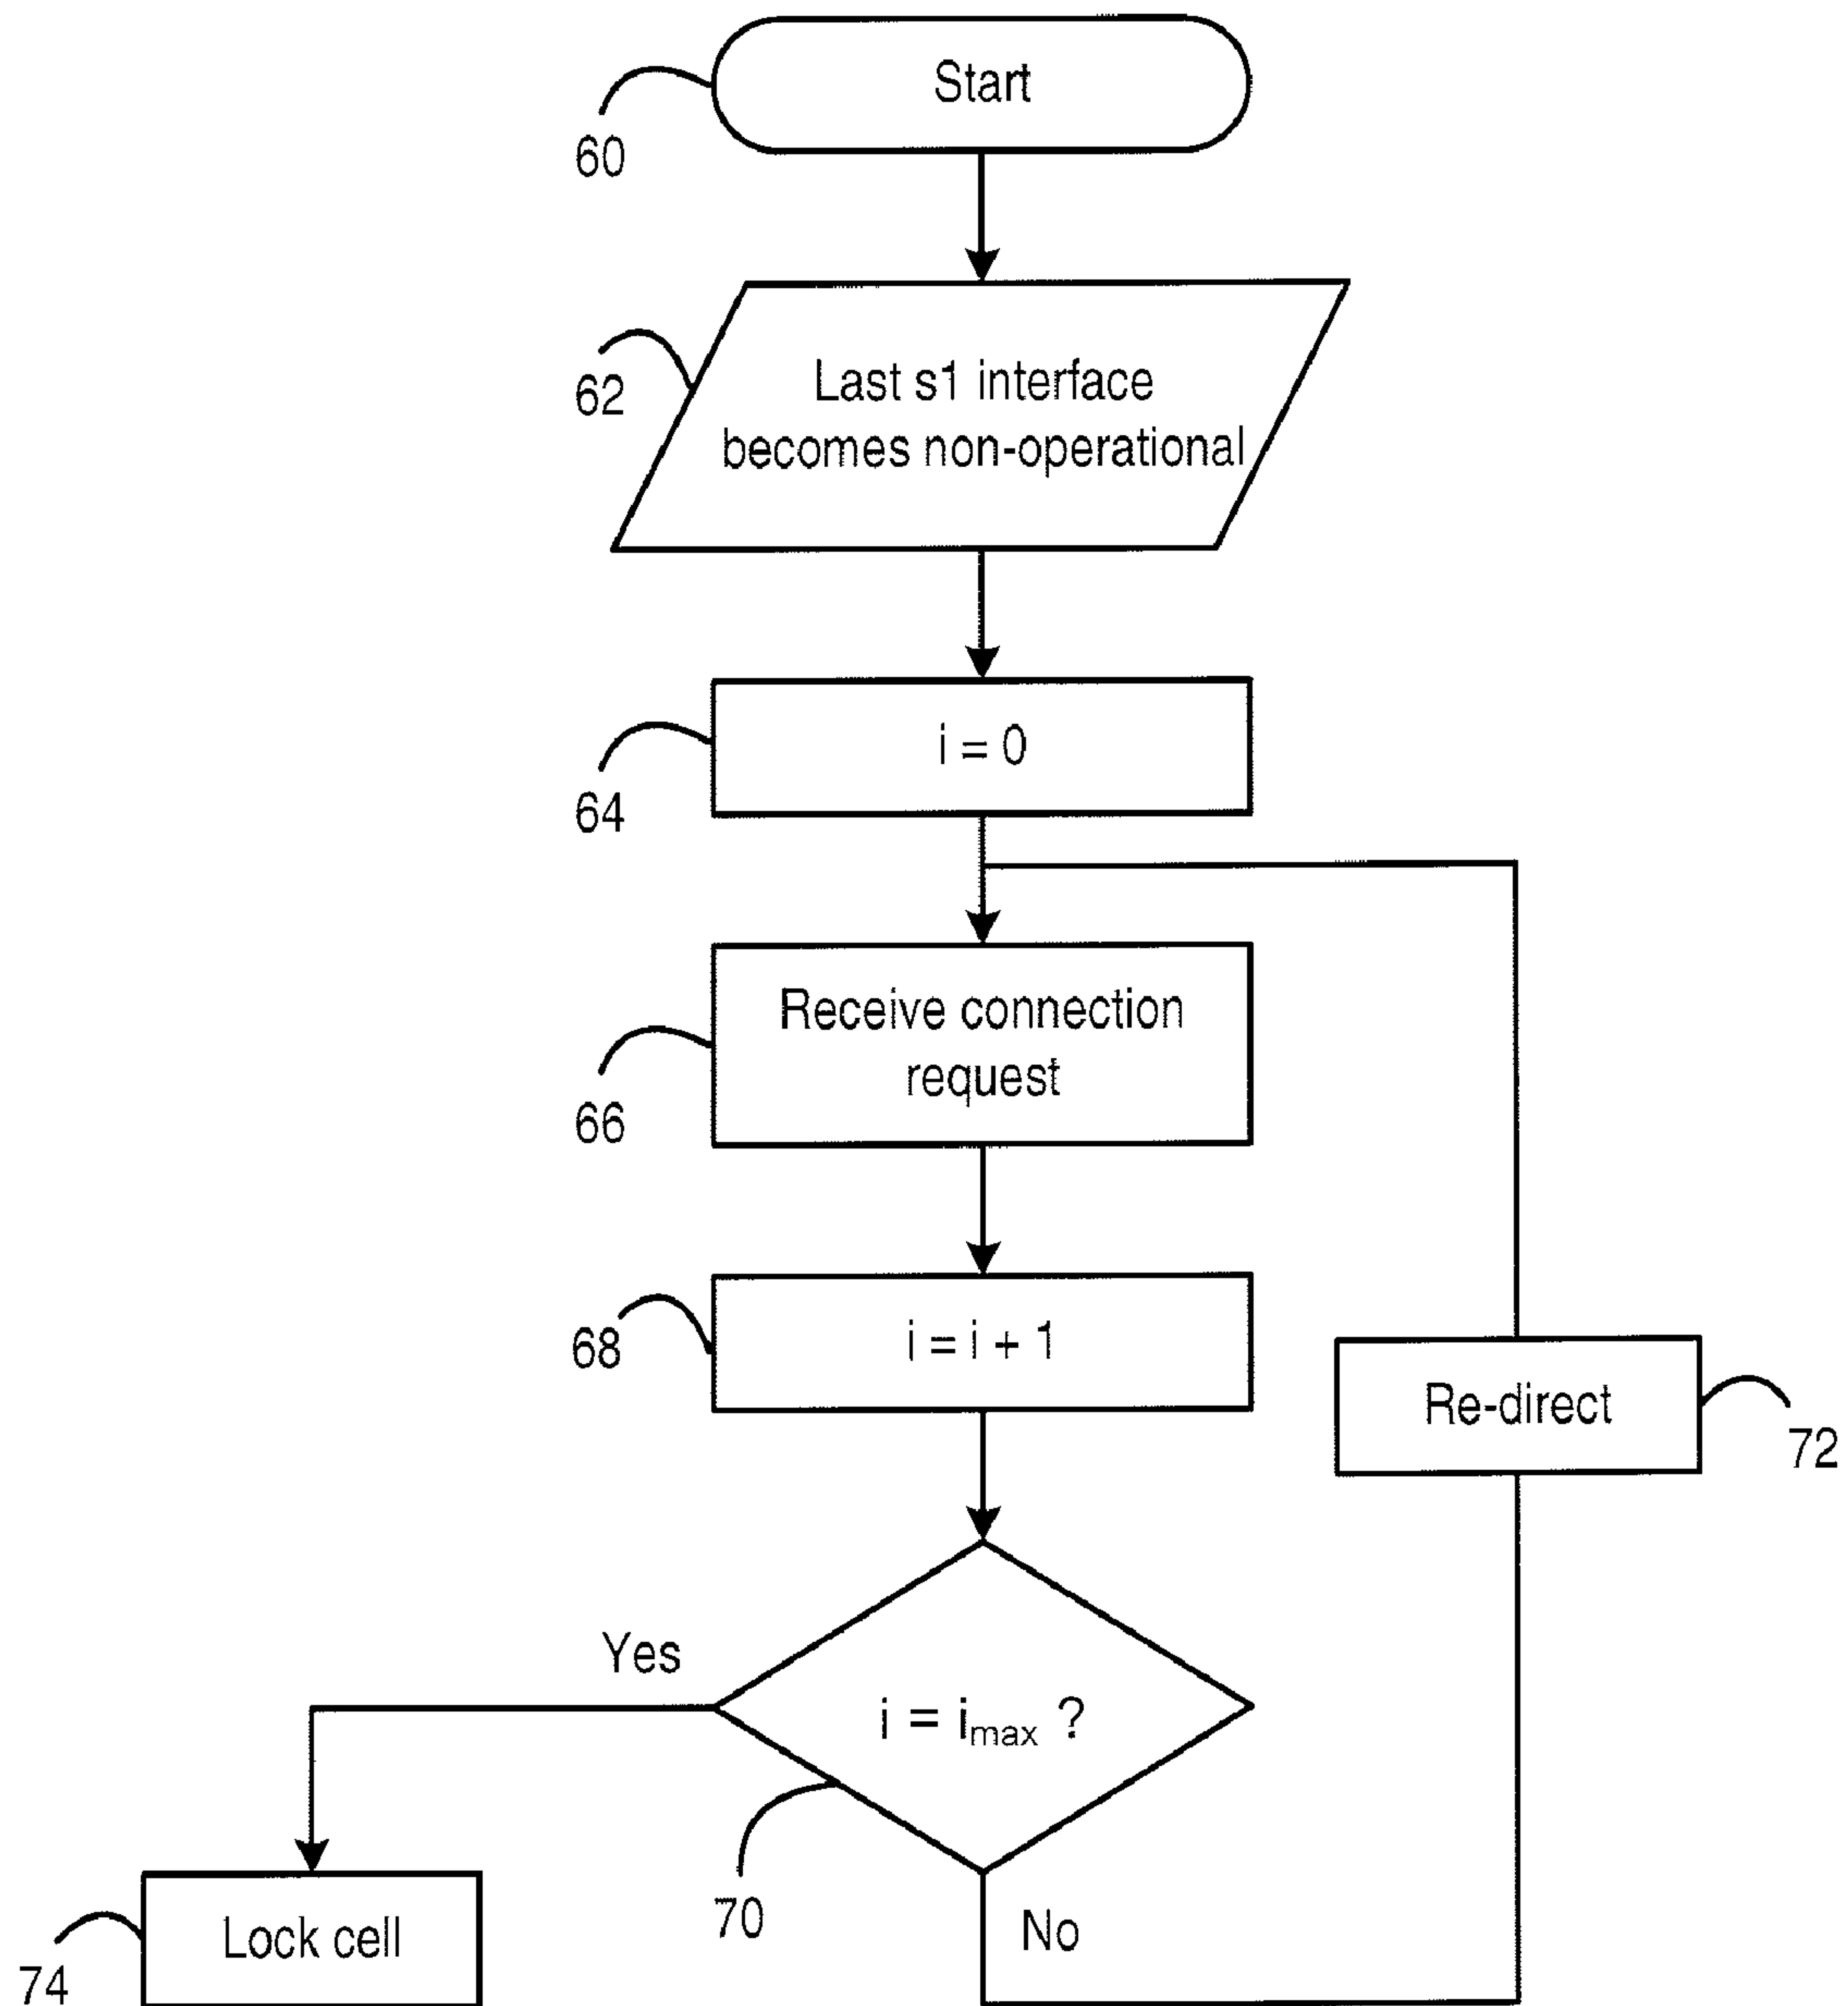 Start
60
Last s1 interface
becomes non-operational
62
i = 0
64
Receive connection
request
66
i = i + 1
68
Re-direct
72
Yes
i = imax ?
70
No
Lock cell
74